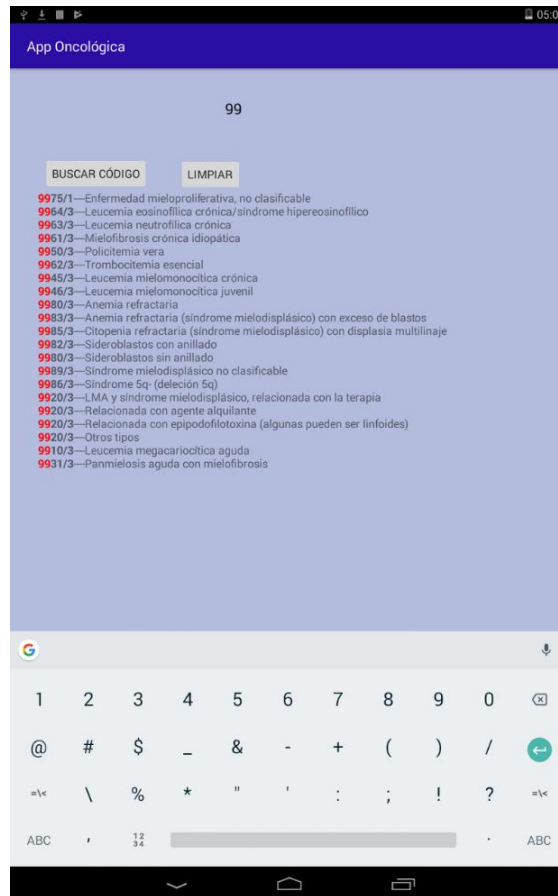 05:0
App Oncológica
99
BUSCAR CÓDIGO LIMPIAR
9975/1---Enfermedad mieloproliferativa, no clasificable
9964/3---Leucemia eosinofílica crónica/síndrome hipereosinofílico
9963/3---Leucemia neutrofílica crónica
9961/3---Mielofibrosis crónica idiopática
9950/3---Policitemia vera
9962/3---Trombocitemia esencial
9945/3---Leucemia mielomonocítica crónica
9946/3---Leucemia mielomonocítica juvenil
9980/3---Anemia refractaria
9983/3---Anemia refractaria (síndrome mielodisplásico) con exceso de blastos
9985/3---Citopenia refractaria (síndrome mielodisplásico) con displasia multilinaje
9982/3---Sideroblastos con anillado
9980/3---Sideroblastos sin anillado
9989/3---Síndrome mielodisplásico no clasificable
9986/3---Síndrome 5q- (deleción 5q)
9920/3---LMA y síndrome mielodisplásico, relacionada con la terapia
9920/3---Relacionada con agente alquilante
9920/3---Relacionada con epipodofilotoxina (algunas pueden ser linfoides)
9920/3---Otros tipos
9910/3---Leucemia megacariocítica aguda
9931/3---Panmielosis aguda con mielofibrosis
G
1 2 3 4 5 6 7 8 9 0
@ # $ _ & - + ( ) /
=\< \ % * " ' : ; ! ? =\<
ABC , 12 34 . ABC